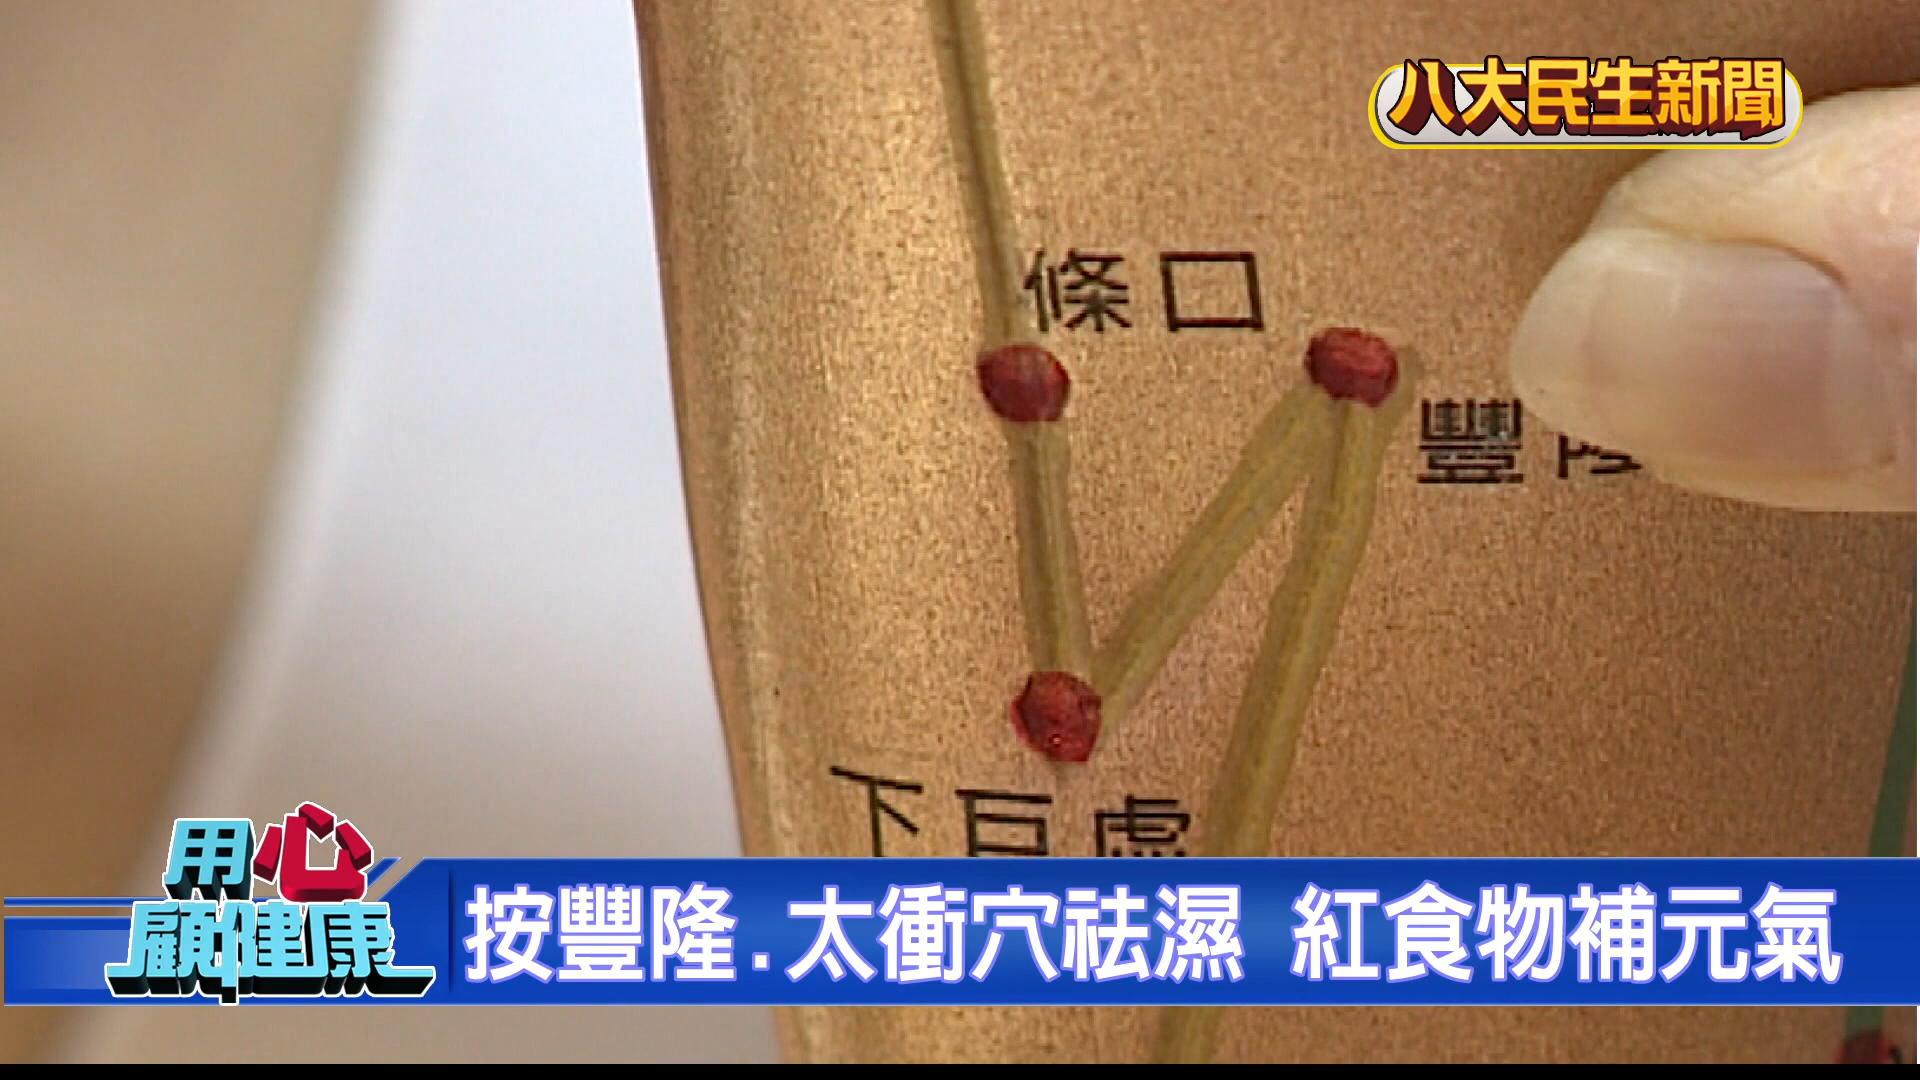 八大民生新聞
條口
豐
下巨虛
用心
顧健康
按豐隆.太衝穴祛濕 紅食物補元氣